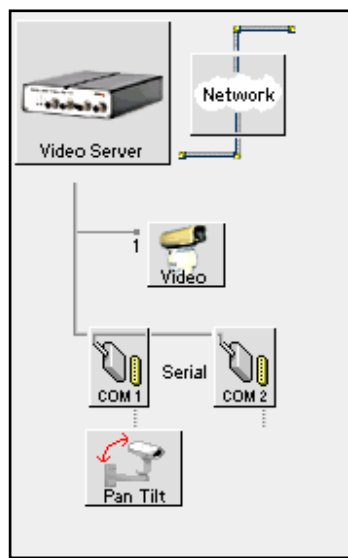 Network
Video Server
1
Video
Serial
COM 1
COM 2
Pan Tilt